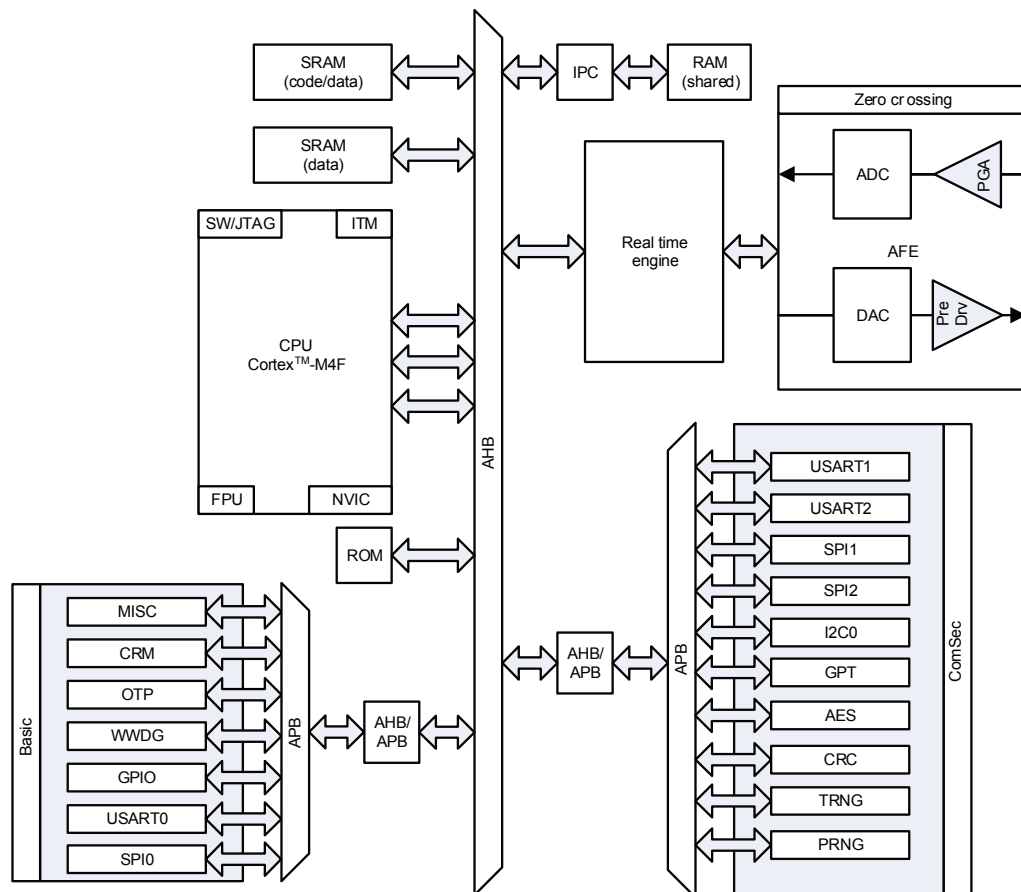 SRAM
(code/data)
IPC
RAM
(shared)
Zero crossing
SRAM
(data)
ADC
PGA
SW/JTAG
ITM
Real time
engine
AFE
DAC
Pre
Drv
CPU
Cortex™-M4F
AHB
FPU
NVIC
ROM
USART1
USART2
SPI1
SPI2
I2C0
GPT
AES
CRC
TRNG
PRNG
APB
ComSec
AHB/
APB
Basic
MISC
CRM
OTP
WWDG
GPIO
USART0
SPI0
APB
AHB/
APB